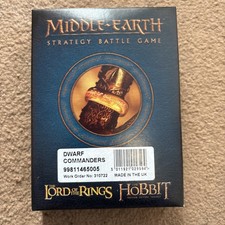 MIDDLE-EARTH
STRATEGY BATTLE GAME
DWARF
COMMANDERS
99811465005
Work Order No: 310722
MADE IN THE UK
THE LORD OF THE RINGS
THE HOBBIT